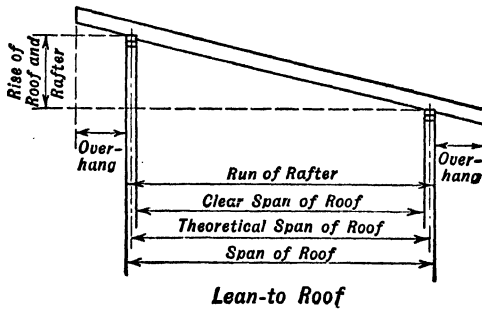 Rise of
Roof and
Rafter
Over-
hang
Over-
hang
Run of Rafter
Clear Span of Roof
Theoretical Span of Roof
Span of Roof
Lean-to Roof